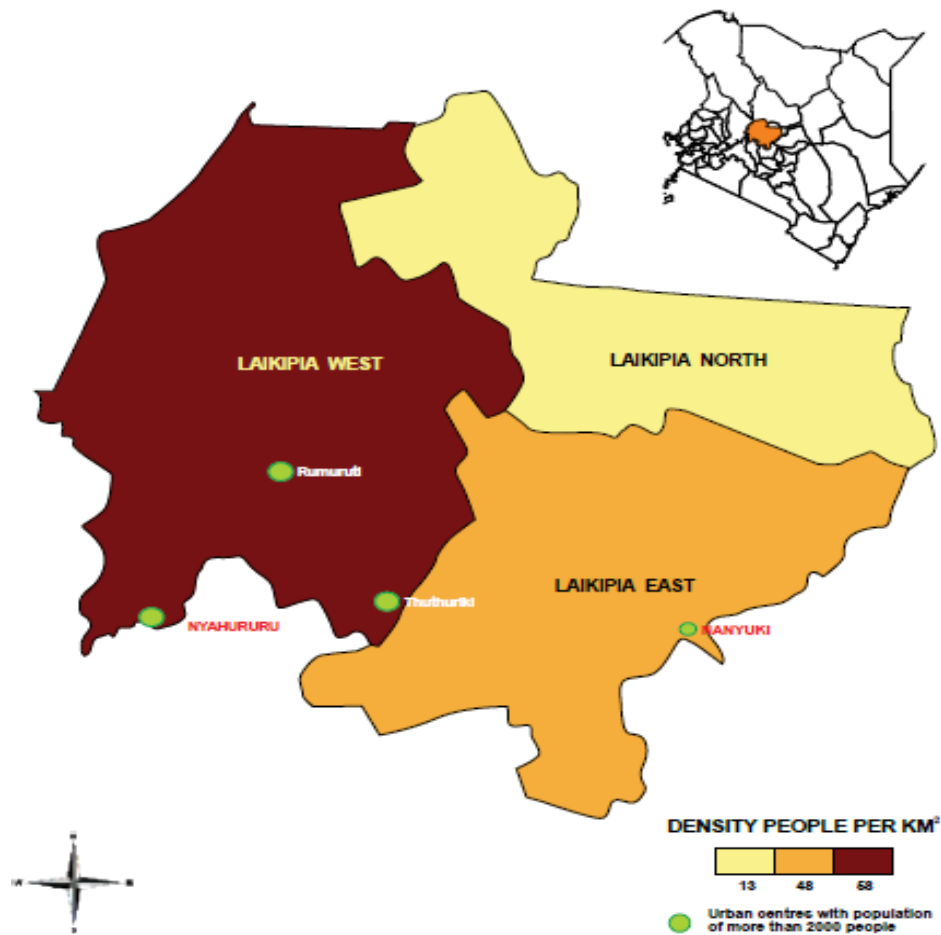 LAIKIPIA WEST
LAIKIPIA NORTH
Rumuruti
LAIKIPIA EAST
Thuthuriki
NYAHURURU
NANYUKI
DENSITY PEOPLE PER KM²
13 48 58
Urban centres with population
of more than 2000 people
N
W
S